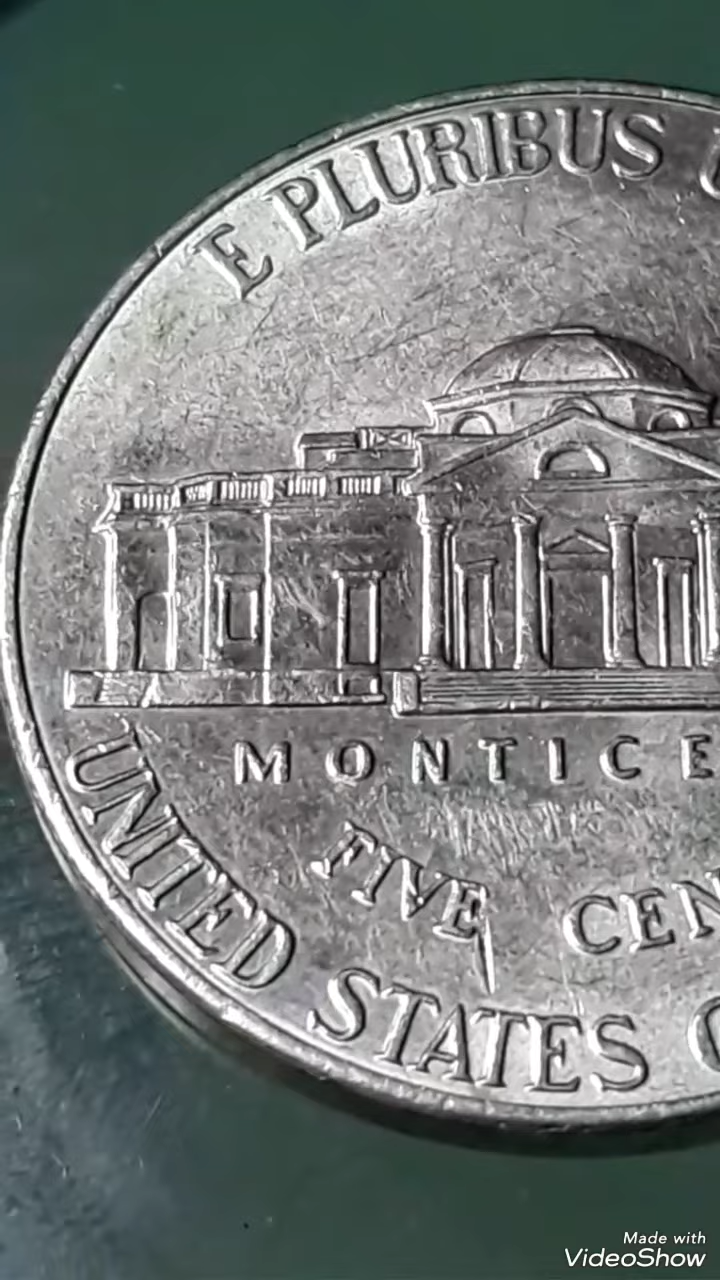 E PLURIBUS
MONTICE
FIVE CEN
UNITED STATES
Made with
VideoShow